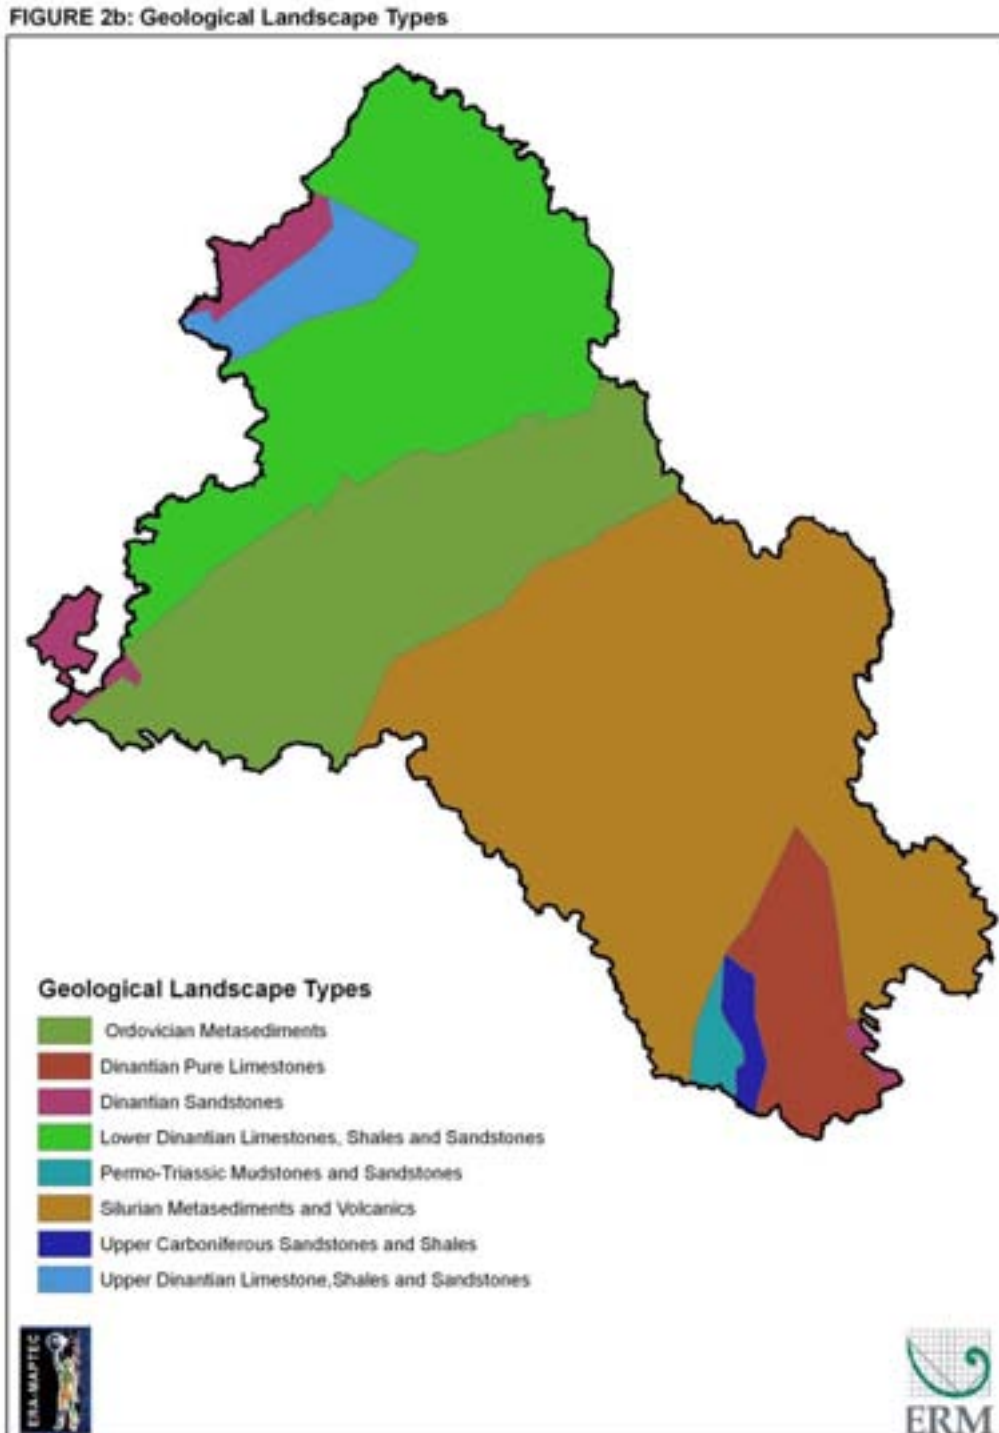 FIGURE 2b: Geological Landscape Types
Geological Landscape Types
Ordovician Metasediments
Dinantian Pure Limestones
Dinantian Sandstones
Lower Dinantian Limestones, Shales and Sandstones
Permo-Triassic Mudstones and Sandstones
Silurian Metasediments and Volcanics
Upper Carboniferous Sandstones and Shales
Upper Dinantian Limestone,Shales and Sandstones
ERA-MAPTEC
ERM